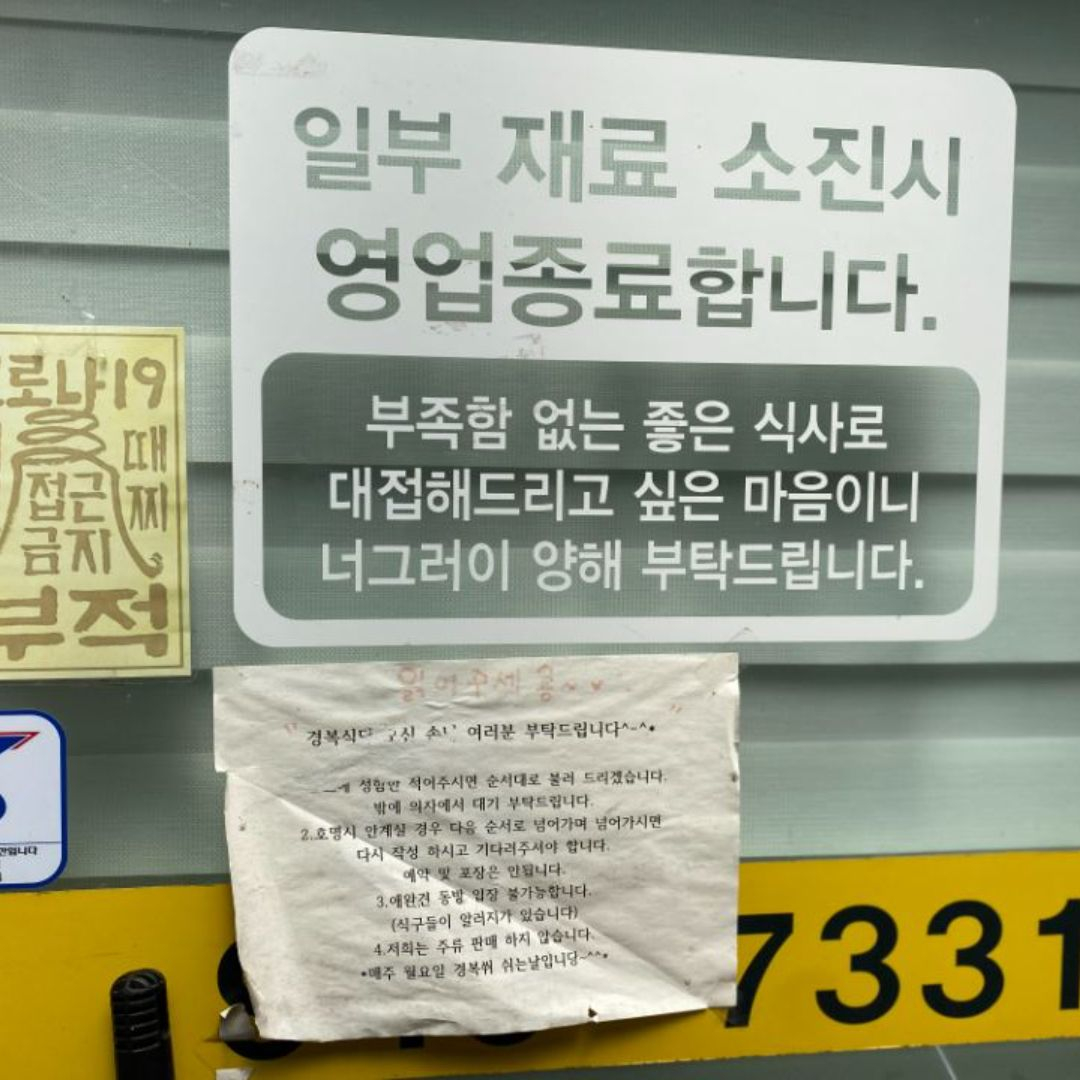 일부 재료 소진시
영업종료합니다.
부족함 없는 좋은 식사로
대접해드리고 싶은 마음이니
너그러이 양해 부탁드립니다.
로나19
때
찌
접근
금지
부적
읽어주세용~
여러분 부탁드립니다^-^*
성함만 적어주시면 순서대로 불러 드리겠습니다.
밖에 의자에서 대기 부탁드립니다.
2.호명시 안계실 경우 다음 순서로 넘어가며 넘어가시면
다시 작성 하시고 기다려주셔야 합니다.
예약 및 포장은 안됩니다.
3.애완견 동방 입장 불가능합니다.
(식구들이 알러지가 있습니다)
4.저희는 주류 판매 하지 않습니다.
*매주 월요일 경복쒸 쉬는날입니당~^^*
7331